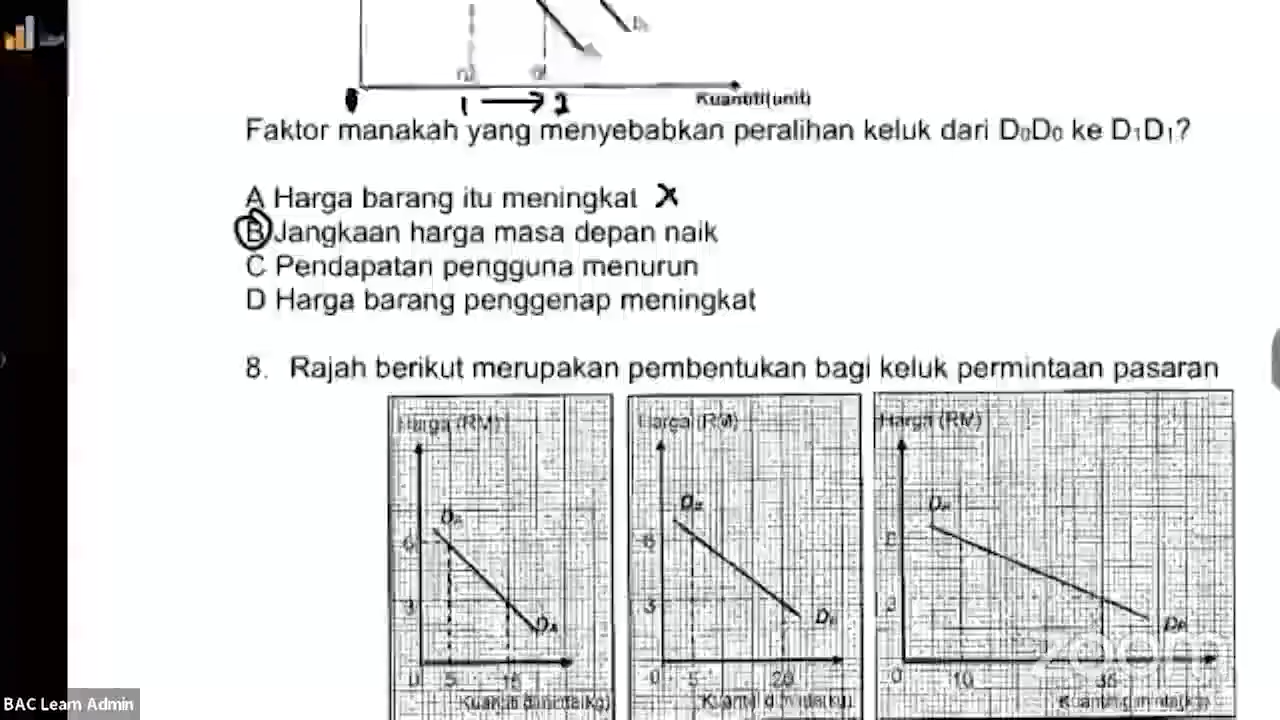 Kuantiti(unit)
1 → 2
Faktor manakah yang menyebabkan peralihan keluk dari D₀D₀ ke D₁D₁?
A Harga barang itu meningkat X
B Jangkaan harga masa depan naik
C Pendapatan pengguna menurun
D Harga barang penggenap meningkat
8. Rajah berikut merupakan pembentukan bagi keluk permintaan pasaran
Harga (RM) Harga (RM) Harga (RM)
6 6
3 3
0 5 15 0 5 20 0 10 35
zoom
BAC Learn Admin